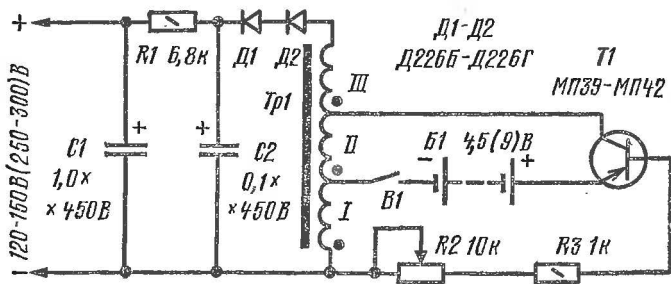 +
R1 6,8к
Д1
Д2
Д1-Д2
Д226Б-Д226Г
Т1
МП39-МП42
Тр1
III
II
I
120-150В(250-300)В
+
С1
1,0×
×450В
+
С2
0,1×
×450В
-
Б1
4,5(9)В
+
В1
R2 10к
R3 1к
-